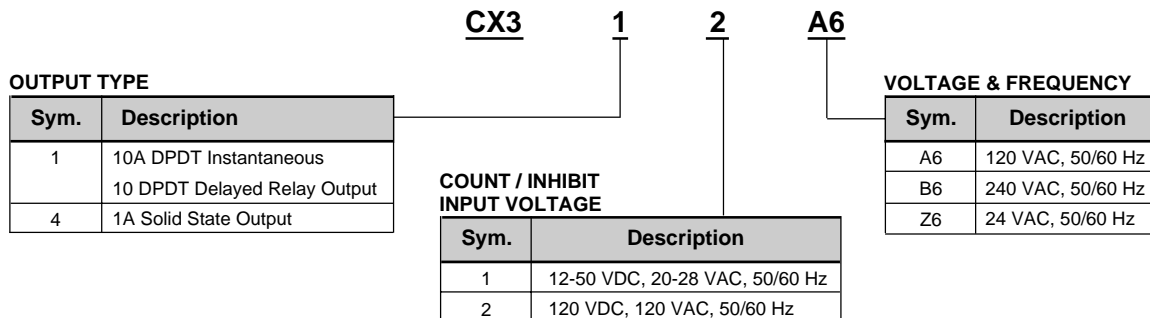 CX3 1 2 A6
OUTPUT TYPE
Sym. Description
1 10A DPDT Instantaneous
10 DPDT Delayed Relay Output
4 1A Solid State Output
COUNT / INHIBIT
INPUT VOLTAGE
Sym. Description
1 12-50 VDC, 20-28 VAC, 50/60 Hz
2 120 VDC, 120 VAC, 50/60 Hz
VOLTAGE & FREQUENCY
Sym. Description
A6 120 VAC, 50/60 Hz
B6 240 VAC, 50/60 Hz
Z6 24 VAC, 50/60 Hz